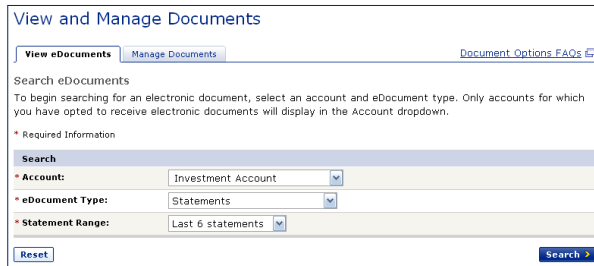 View and Manage Documents
View eDocuments Manage Documents Document Options FAQs
Search eDocuments
To begin searching for an electronic document, select an account and eDocument type. Only accounts for which
you have opted to receive electronic documents will display in the Account dropdown.
* Required Information
Search
* Account: Investment Account
* eDocument Type: Statements
* Statement Range: Last 6 statements
Reset Search >